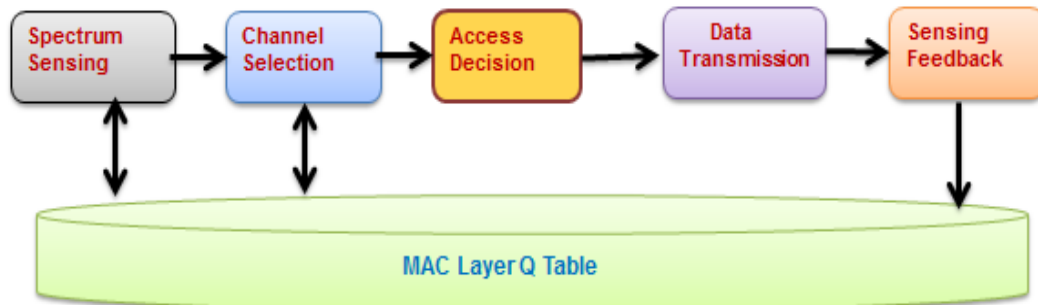 Spectrum
Sensing
Channel
Selection
Access
Decision
Data
Transmission
Sensing
Feedback
MAC Layer Q Table